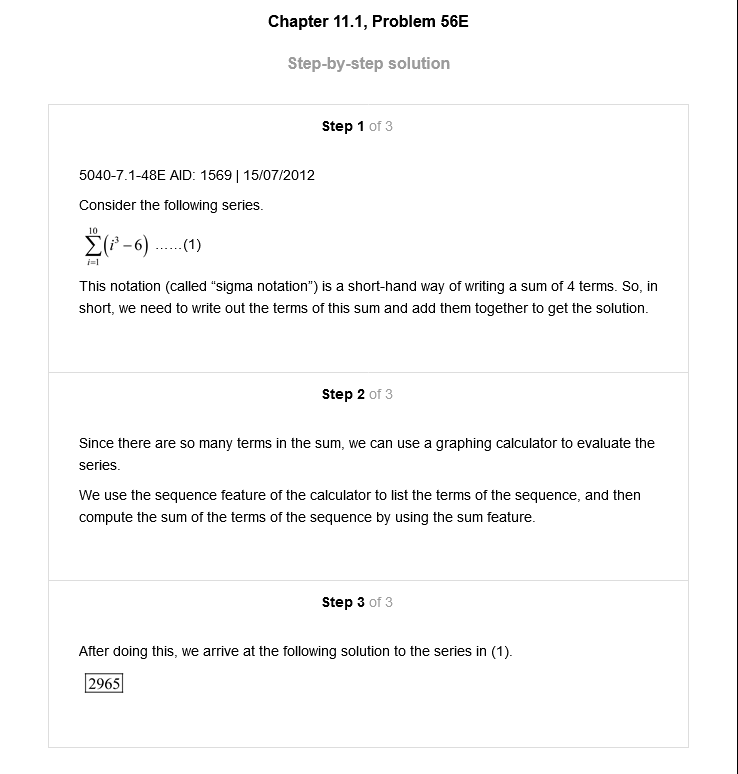 Chapter 11.1, Problem 56E
Step-by-step solution
Step 1 of 3
5040-7.1-48E AID: 1569 | 15/07/2012
Consider the following series.
10
∑(i³ – 6) ......(1)
i=1
This notation (called “sigma notation”) is a short-hand way of writing a sum of 4 terms. So, in
short, we need to write out the terms of this sum and add them together to get the solution.
Step 2 of 3
Since there are so many terms in the sum, we can use a graphing calculator to evaluate the
series.
We use the sequence feature of the calculator to list the terms of the sequence, and then
compute the sum of the terms of the sequence by using the sum feature.
Step 3 of 3
After doing this, we arrive at the following solution to the series in (1).
2965